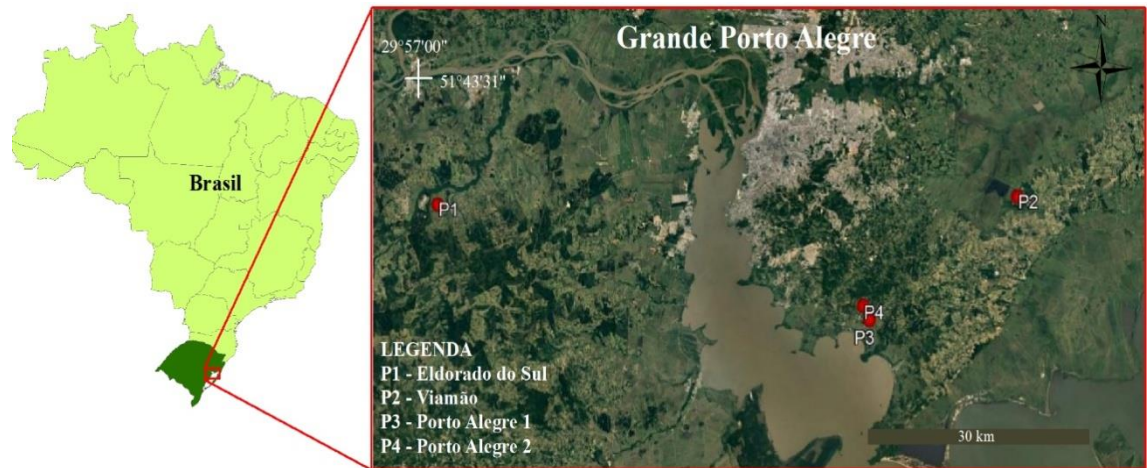 Brasil
Grande Porto Alegre
N
29°57'00"
51°43'31"
P1
P2
P4
P3
LEGENDA
P1 - Eldorado do Sul
P2 - Viamão
P3 - Porto Alegre 1
P4 - Porto Alegre 2
30 km